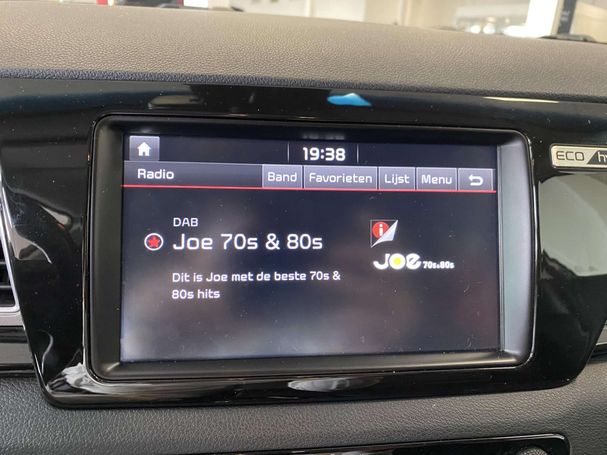 19:38
Radio
Band
Favorieten
Lijst
Menu
DAB
Joe 70s & 80s
Dit is Joe met de beste 70s &
80s hits
i
JOE 70s&80s
ECO